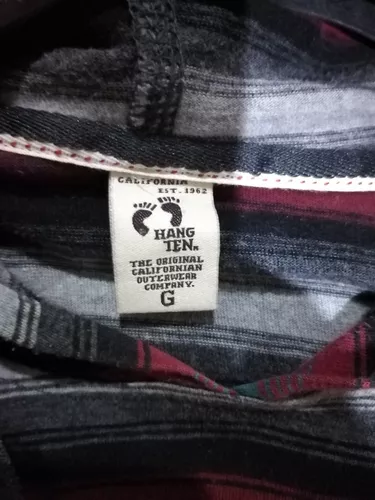 CALIFORNIA
EST. 1962
HANG
TEN
THE ORIGINAL
CALIFORNIAN
OUTERWEAR
COMPANY.
G